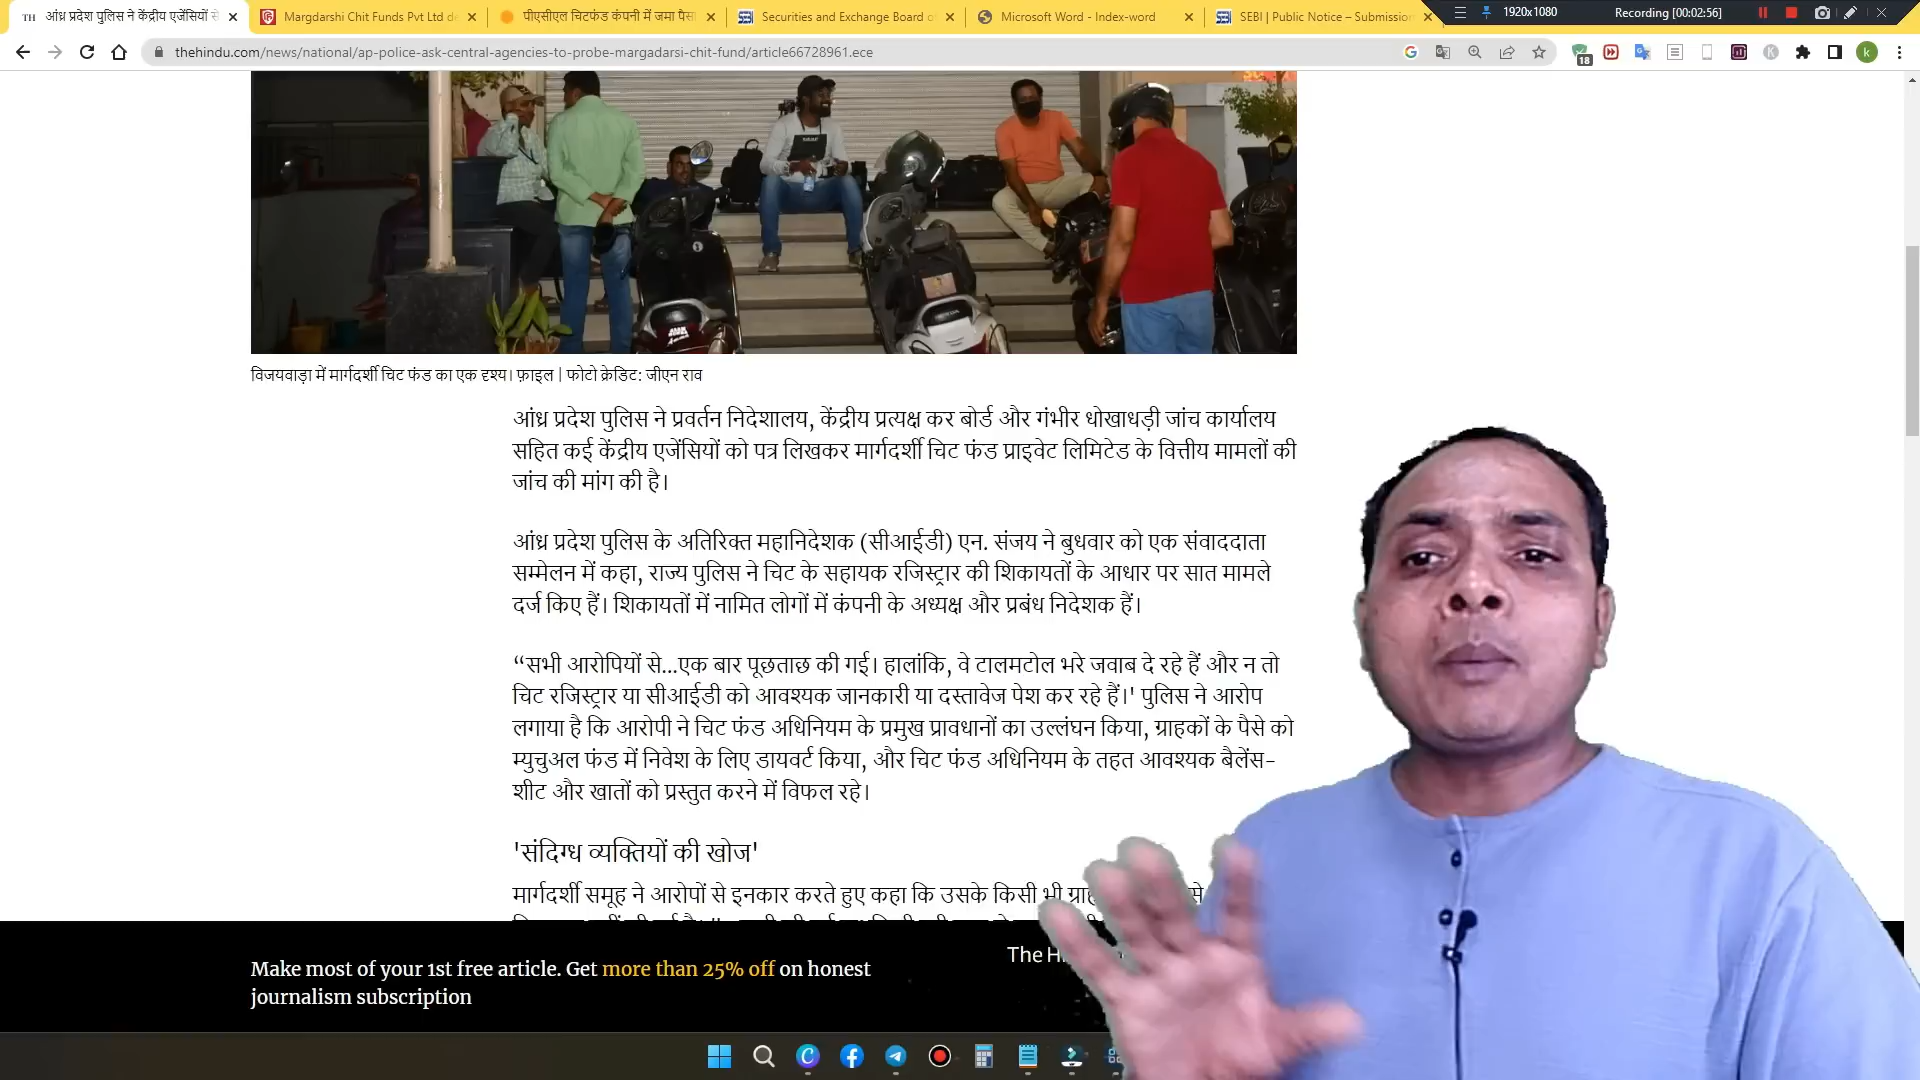 आंध्र प्रदेश पुलिस ने केंद्रीय एजेंसियों से
Margdarshi Chit Funds Pvt Ltd de
पीएसीएल चिटफंड कंपनी में जमा पैसा
Securities and Exchange Board of
Microsoft Word - Index-word
SEBI | Public Notice – Submission
1920x1080
Recording [00:02:56]
thehindu.com/news/national/ap-police-ask-central-agencies-to-probe-margadarsi-chit-fund/article66728961.ece
18
विजयवाड़ा में मार्गदर्शी चिट फंड का एक दृश्य। फ़ाइल | फोटो क्रेडिट: जीएन राव
आंध्र प्रदेश पुलिस ने प्रवर्तन निदेशालय, केंद्रीय प्रत्यक्ष कर बोर्ड और गंभीर धोखाधड़ी जांच कार्यालय
सहित कई केंद्रीय एजेंसियों को पत्र लिखकर मार्गदर्शी चिट फंड प्राइवेट लिमिटेड के वित्तीय मामलों की
जांच की मांग की है।
आंध्र प्रदेश पुलिस के अतिरिक्त महानिदेशक (सीआईडी) एन. संजय ने बुधवार को एक संवाददाता
सम्मेलन में कहा, राज्य पुलिस ने चिट के सहायक रजिस्ट्रार की शिकायतों के आधार पर सात मामले
दर्ज किए हैं। शिकायतों में नामित लोगों में कंपनी के अध्यक्ष और प्रबंध निदेशक हैं।
“सभी आरोपियों से...एक बार पूछताछ की गई। हालांकि, वे टालमटोल भरे जवाब दे रहे हैं और न तो
चिट रजिस्ट्रार या सीआईडी को आवश्यक जानकारी या दस्तावेज पेश कर रहे हैं।' पुलिस ने आरोप
लगाया है कि आरोपी ने चिट फंड अधिनियम के प्रमुख प्रावधानों का उल्लंघन किया, ग्राहकों के पैसे को
म्युचुअल फंड में निवेश के लिए डायवर्ट किया, और चिट फंड अधिनियम के तहत आवश्यक बैलेंस-
शीट और खातों को प्रस्तुत करने में विफल रहे।
'संदिग्ध व्यक्तियों की खोज'
मार्गदर्शी समूह ने आरोपों से इनकार करते हुए कहा कि उसके किसी भी
Make most of your 1st free article. Get more than 25% off on honest
journalism subscription
The